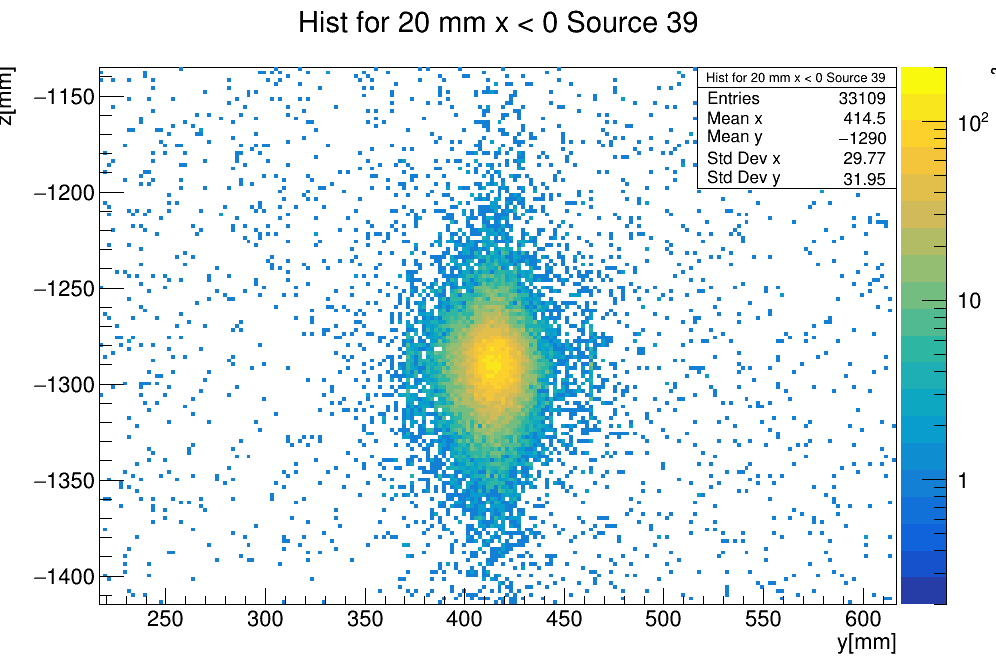 Hist for 20 mm x < 0 Source 39
z[mm]
−1150
−1200
−1250
−1300
−1350
−1400
250
300
350
400
450
500
550
600
y[mm]
Hist for 20 mm x < 0 Source 39
Entries 33109
Mean x 414.5
Mean y −1290
Std Dev x 29.77
Std Dev y 31.95
10²
10
1